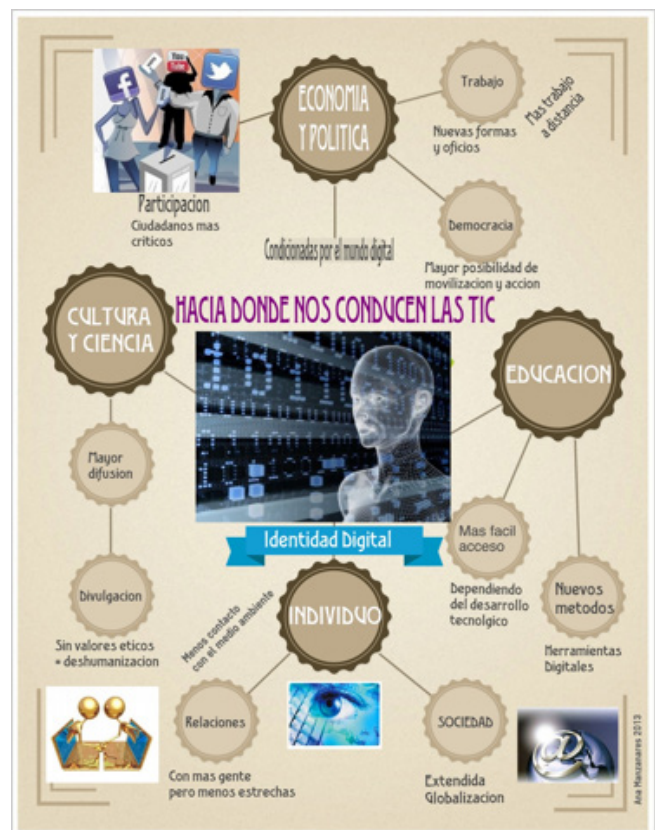 You
Tube
ECONOMIA
Y POLITICA
Trabajo
Nuevas formas
y oficios
Mas trabajo
a distancia
Participacion
Ciudadanos mas
criticos
Condicionadas por el mundo digital
Democracia
Mayor posibilidad de
movilizacion y accion
HACIA DONDE NOS CONDUCEN LAS TIC
CULTURA
Y CIENCIA
Mayor
difusion
Divulgacion
Sin valores eticos
= deshumanizacion
EDUCACION
Mas facil
acceso
Dependiendo
del desarrollo
tecnolgico
Nuevos
metodos
Herramientas
Digitales
Identidad Digital
INDIVIDUO
Menos contacto
con el medio ambiente
Relaciones
Con mas gente
pero menos estrechas
SOCIEDAD
Extendida
Globalizacion
Ana Manzanares 2013